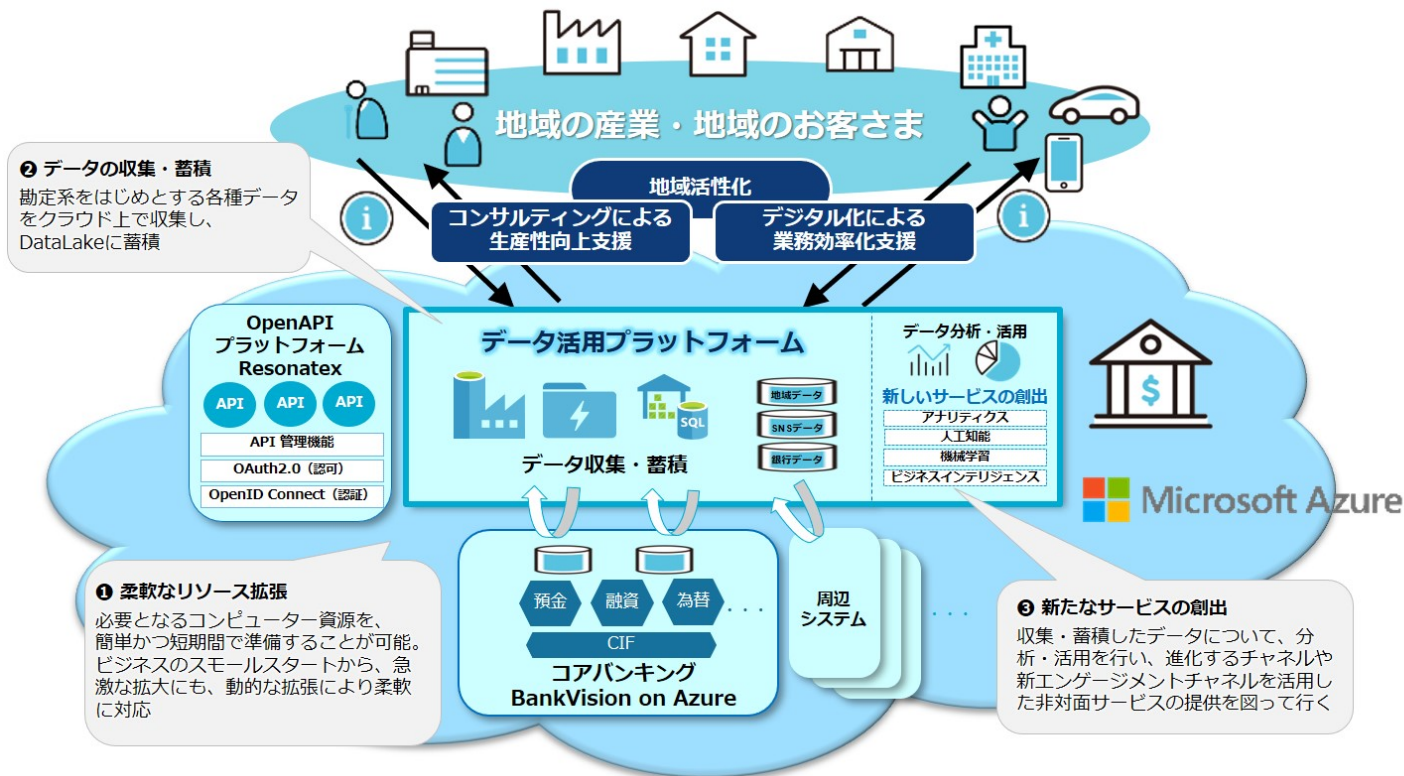 地域の産業・地域のお客さま
❷ データの収集・蓄積
勘定系をはじめとする各種データ
をクラウド上で収集し、
DataLakeに蓄積
i
i
地域活性化
コンサルティングによる
生産性向上支援
デジタル化による
業務効率化支援
OpenAPI
プラットフォーム
Resonatex
API
API
API
API 管理機能
OAuth2.0（認可）
OpenID Connect（認証）
データ活用プラットフォーム
SQL
データ収集・蓄積
地域データ
SNSデータ
銀行データ
データ分析・活用
新しいサービスの創出
アナリティクス
人工知能
機械学習
ビジネスインテリジェンス
$
Microsoft Azure
❶ 柔軟なリソース拡張
必要となるコンピューター資源を、
簡単かつ短期間で準備することが可能。
ビジネスのスモールスタートから、急
激な拡大にも、動的な拡張により柔軟
に対応
預金
融資
為替
・・・
CIF
コアバンキング
BankVision on Azure
周辺
システム
・・・
❸ 新たなサービスの創出
収集・蓄積したデータについて、分
析・活用を行い、進化するチャネルや
新エンゲージメントチャネルを活用し
た非対面サービスの提供を図って行く